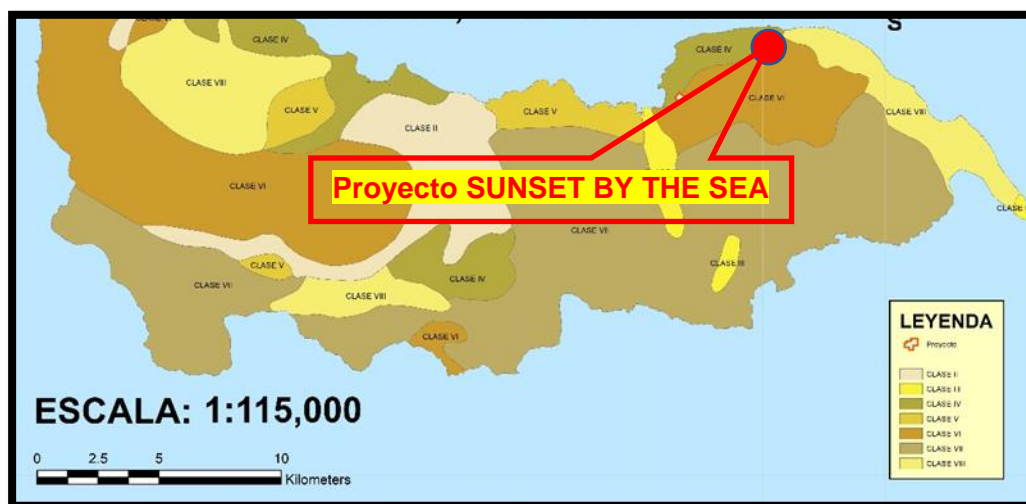 S
CLASE VI
CLASE IV
CLASE IV
CLASE VIII
CLASE VI
CLASE V
CLASE V
CLASE VIII
CLASE II
Proyecto SUNSET BY THE SEA
CLASE VI
CLASE VII
CLASE V
CLASE III
CLASE IV
CLASE VII
CLASE VIII
CLASE VI
LEYENDA
Proyecto
CLASE II
CLASE III
CLASE IV
CLASE V
CLASE VI
CLASE VII
CLASE VIII
ESCALA: 1:115,000
0 2.5 5 10
Kilometers